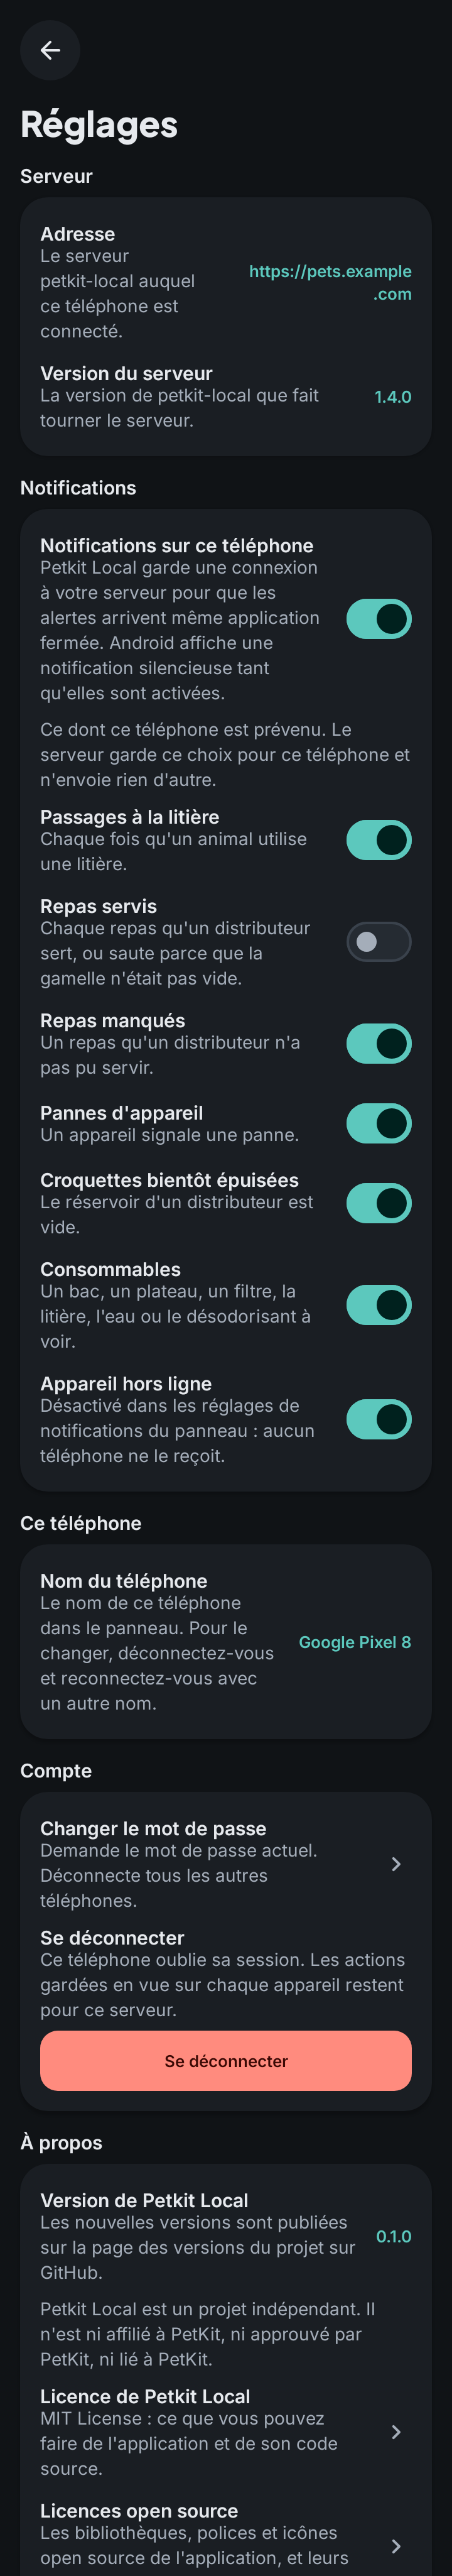 Réglages
Serveur
Adresse
Le serveur
petkit-local auquel
ce téléphone est
connecté.
https://pets.example
.com
Version du serveur
La version de petkit-local que fait
tourner le serveur.
1.4.0
Notifications
Notifications sur ce téléphone
Petkit Local garde une connexion
à votre serveur pour que les
alertes arrivent même application
fermée. Android affiche une
notification silencieuse tant
qu'elles sont activées.
Ce dont ce téléphone est prévenu. Le
serveur garde ce choix pour ce téléphone et
n'envoie rien d'autre.
Passages à la litière
Chaque fois qu'un animal utilise
une litière.
Repas servis
Chaque repas qu'un distributeur
sert, ou saute parce que la
gamelle n'était pas vide.
Repas manqués
Un repas qu'un distributeur n'a
pas pu servir.
Pannes d'appareil
Un appareil signale une panne.
Croquettes bientôt épuisées
Le réservoir d'un distributeur est
vide.
Consommables
Un bac, un plateau, un filtre, la
litière, l'eau ou le désodorisant à
voir.
Appareil hors ligne
Désactivé dans les réglages de
notifications du panneau : aucun
téléphone ne le reçoit.
Ce téléphone
Nom du téléphone
Le nom de ce téléphone
dans le panneau. Pour le
changer, déconnectez-vous
et reconnectez-vous avec
un autre nom.
Google Pixel 8
Compte
Changer le mot de passe
Demande le mot de passe actuel.
Déconnecte tous les autres
téléphones.
Se déconnecter
Ce téléphone oublie sa session. Les actions
gardées en vue sur chaque appareil restent
pour ce serveur.
Se déconnecter
À propos
Version de Petkit Local
Les nouvelles versions sont publiées
sur la page des versions du projet sur
GitHub.
0.1.0
Petkit Local est un projet indépendant. Il
n'est ni affilié à PetKit, ni approuvé par
PetKit, ni lié à PetKit.
Licence de Petkit Local
MIT License : ce que vous pouvez
faire de l'application et de son code
source.
Licences open source
Les bibliothèques, polices et icônes
open source de l'application, et leurs